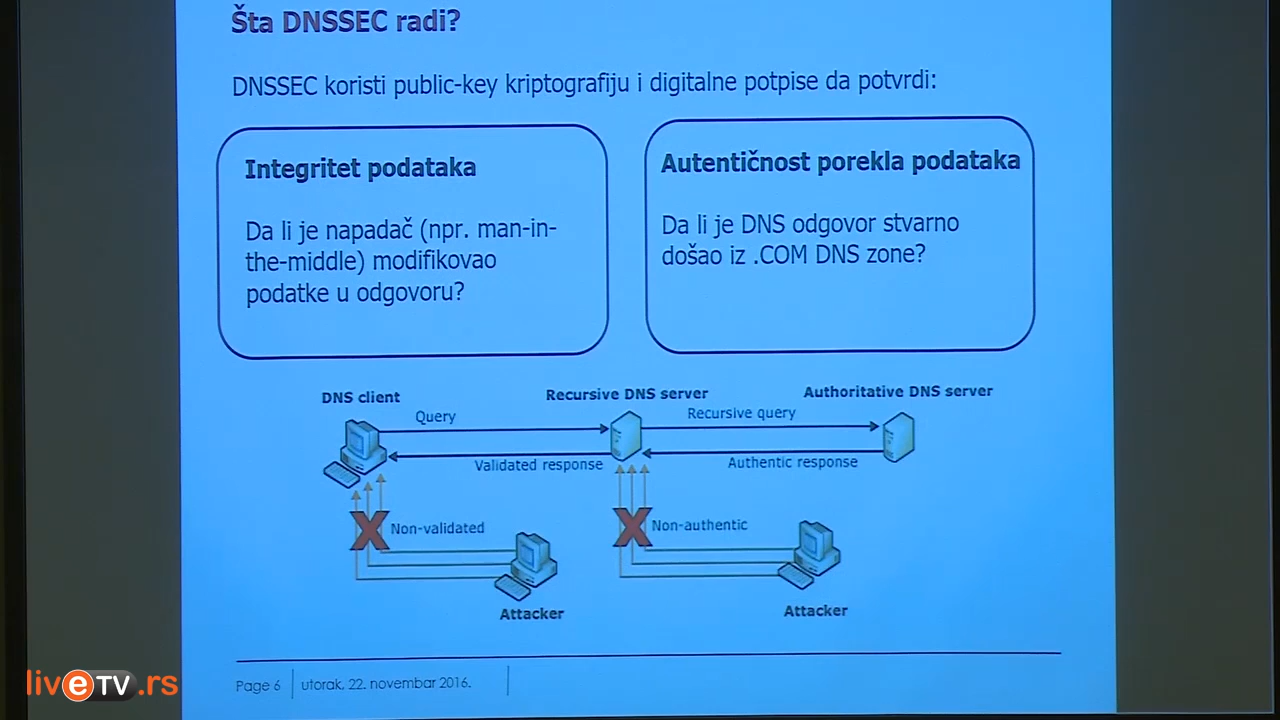 Šta DNSSEC radi?
DNSSEC koristi public-key kriptografiju i digitalne potpise da potvrdi:
Integritet podataka
Da li je napadač (npr. man-in-
the-middle) modifikovao
podatke u odgovoru?
Autentičnost porekla podataka
Da li je DNS odgovor stvarno
došao iz .COM DNS zone?
DNS client
Recursive DNS server
Authoritative DNS server
Query
Recursive query
Validated response
Authentic response
Non-validated
Non-authentic
Attacker
Attacker
Page 6
utorak, 22. novembar 2016.
livetv.rs